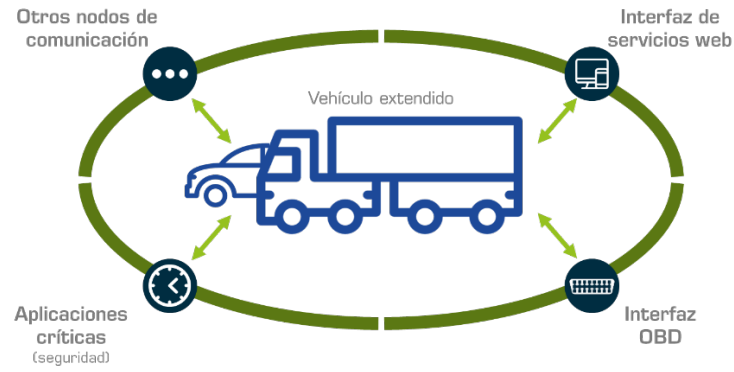 Otros nodos de
comunicación
Interfaz de
servicios web
Vehículo extendido
Aplicaciones
críticas
(seguridad)
Interfaz
OBD